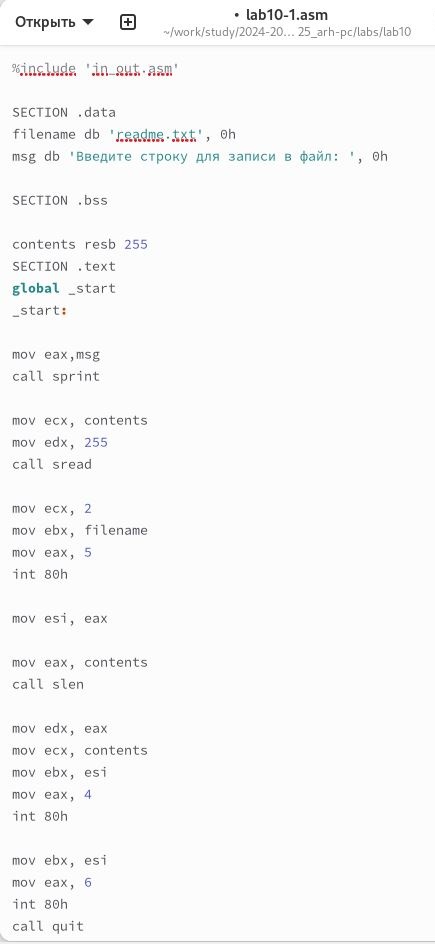 Открыть
• lab10-1.asm
~/work/study/2024-20… 25_arh-pc/labs/lab10
%include 'in_out.asm'
SECTION .data
filename db 'readme.txt', 0h
msg db 'Введите строку для записи в файл: ', 0h
SECTION .bss
contents resb 255
SECTION .text
global _start
_start:
mov eax,msg
call sprint
mov ecx, contents
mov edx, 255
call sread
mov ecx, 2
mov ebx, filename
mov eax, 5
int 80h
mov esi, eax
mov eax, contents
call slen
mov edx, eax
mov ecx, contents
mov ebx, esi
mov eax, 4
int 80h
mov ebx, esi
mov eax, 6
int 80h
call quit